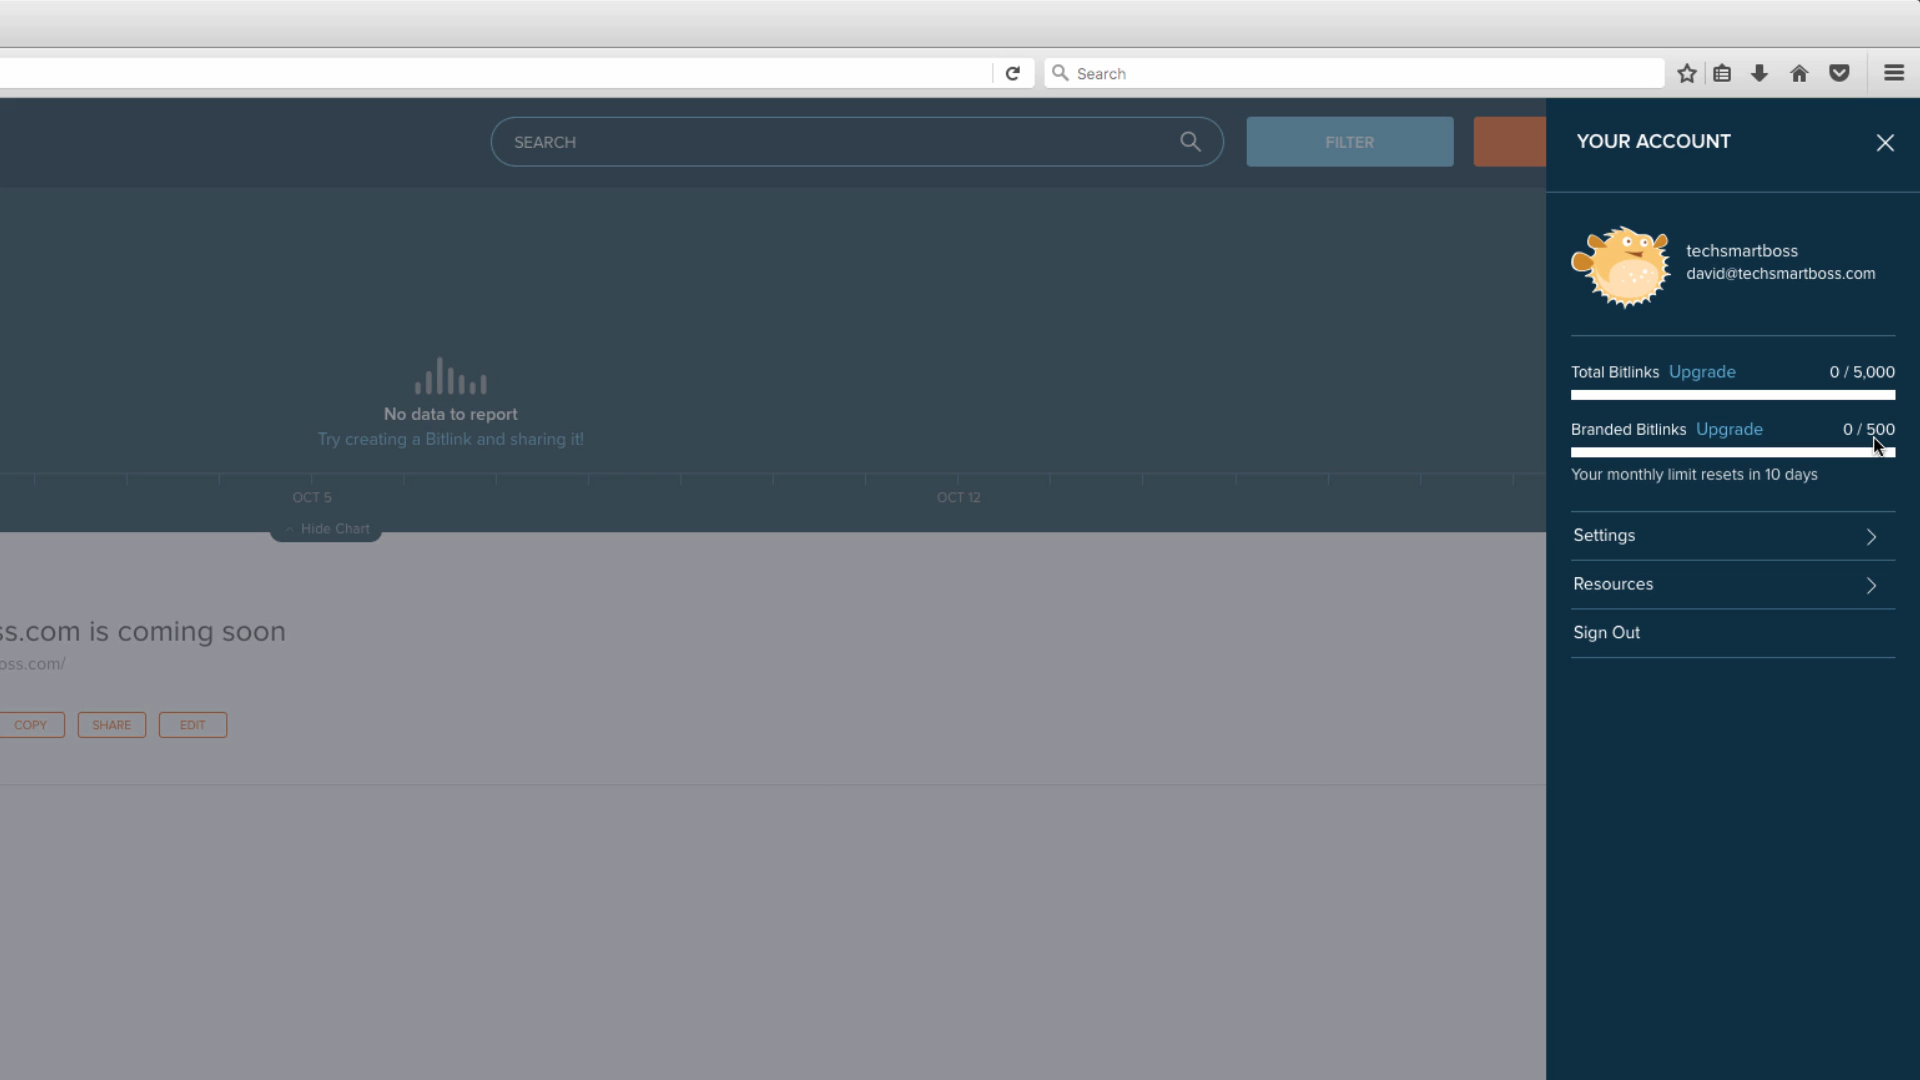 Search
SEARCH
FILTER
YOUR ACCOUNT
techsmartboss
david@techsmartboss.com
Total Bitlinks Upgrade 0 / 5,000
Branded Bitlinks Upgrade 0 / 500
Your monthly limit resets in 10 days
Settings
Resources
Sign Out
No data to report
Try creating a Bitlink and sharing it!
OCT 5 OCT 12
Hide Chart
ss.com is coming soon
oss.com/
COPY SHARE EDIT